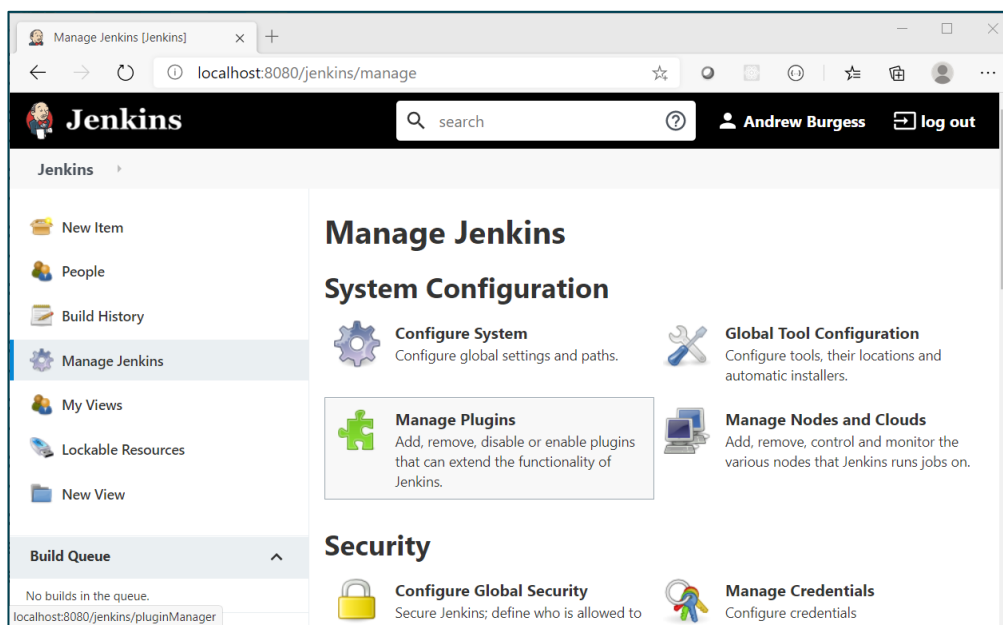 Manage Jenkins [Jenkins]
localhost:8080/jenkins/manage
Jenkins
search
Andrew Burgess
log out
Jenkins
New Item
People
Build History
Manage Jenkins
My Views
Lockable Resources
New View
Build Queue
No builds in the queue.
localhost:8080/jenkins/pluginManager
Manage Jenkins
System Configuration
Configure System
Configure global settings and paths.
Global Tool Configuration
Configure tools, their locations and
automatic installers.
Manage Plugins
Add, remove, disable or enable plugins
that can extend the functionality of
Jenkins.
Manage Nodes and Clouds
Add, remove, control and monitor the
various nodes that Jenkins runs jobs on.
Security
Configure Global Security
Secure Jenkins; define who is allowed to
Manage Credentials
Configure credentials